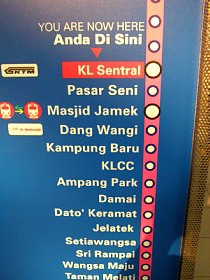 YOU ARE NOW HERE
Anda Di Sini
KTM
KL Sentral
Pasar Seni
Masjid Jamek
Dang Wangi
Kampung Baru
KLCC
Ampang Park
Damai
Dato' Keramat
Jelatek
Setiawangsa
Sri Rampai
Wangsa Maju
Taman Melati